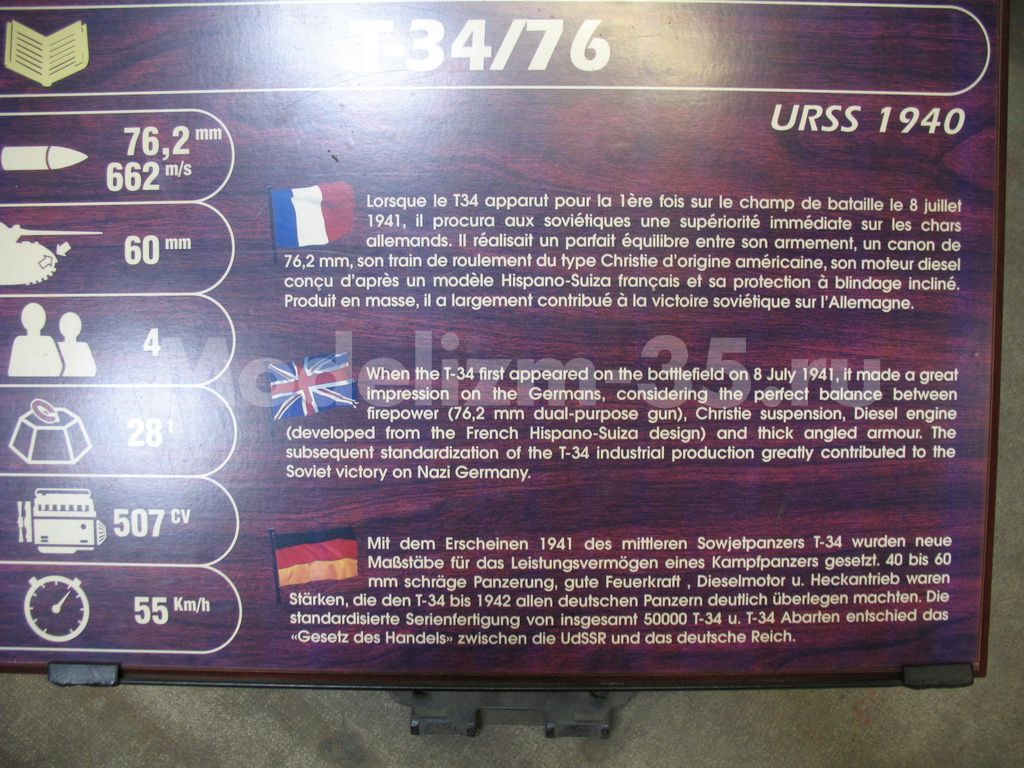 T-34/76
URSS 1940
76,2 mm
662 m/s
60 mm
4
28 t
507 CV
55 Km/h
Lorsque le T34 apparut pour la 1ère fois sur le champ de bataille le 8 juillet
1941, il procura aux soviétiques une supériorité immédiate sur les chars
allemands. Il réalisait un parfait équilibre entre son armement, un canon de
76,2 mm, son train de roulement du type Christie d'origine américaine, son moteur diesel
conçu d'après un modèle Hispano-Suiza français et sa protection à blindage incliné.
Produit en masse, il a largement contribué à la victoire soviétique sur l'Allemagne.
Modelizm-35.ru
When the T-34 first appeared on the battlefield on 8 July 1941, it made a great
impression on the Germans, considering the perfect balance between
firepower (76,2 mm dual-purpose gun), Christie suspension, Diesel engine
(developed from the French Hispano-Suiza design) and thick angled armour. The
subsequent standardization of the T-34 industrial production greatly contributed to the
Soviet victory on Nazi Germany.
Mit dem Erscheinen 1941 des mittleren Sowjetpanzers T-34 wurden neue
Maßstäbe für das Leistungsvermögen eines Kampfpanzers gesetzt. 40 bis 60
mm schräge Panzerung, gute Feuerkraft , Dieselmotor u. Heckantrieb waren
Stärken, die den T-34 bis 1942 allen deutschen Panzern deutlich überlegen machten. Die
standardisierte Serienfertigung von insgesamt 50000 T-34 u. T-34 Abarten entschied das
«Gesetz des Handels» zwischen die UdSSR und das deutsche Reich.